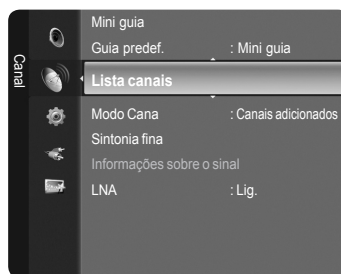 Canal
Mini guia
Guia predef. : Mini guia
Lista canais
Modo Cana : Canais adicionados
Sintonia fina
Informações sobre o sinal
LNA : Lig.